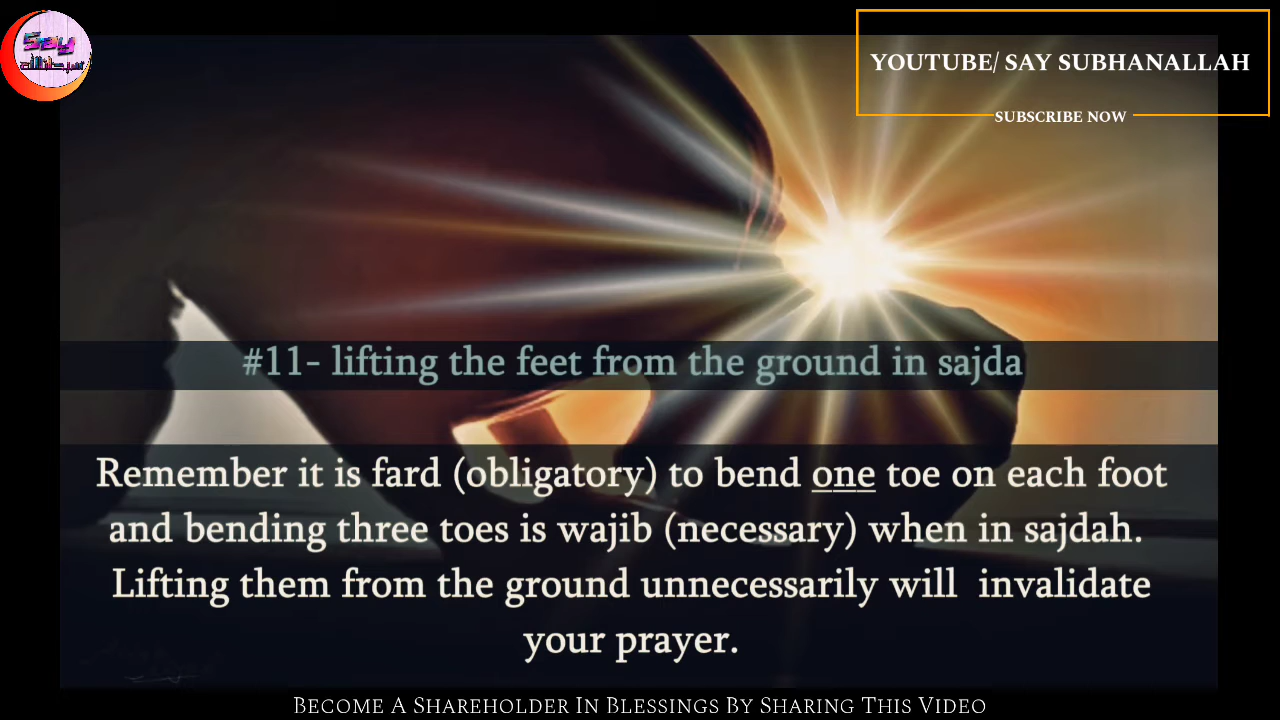 Say
سبحان الله
YOUTUBE/ SAY SUBHANALLAH
SUBSCRIBE NOW
#11- lifting the feet from the ground in sajda
Remember it is fard (obligatory) to bend one toe on each foot
and bending three toes is wajib (necessary) when in sajdah.
Lifting them from the ground unnecessarily will invalidate
your prayer.
BECOME A SHAREHOLDER IN BLESSINGS BY SHARING THIS VIDEO